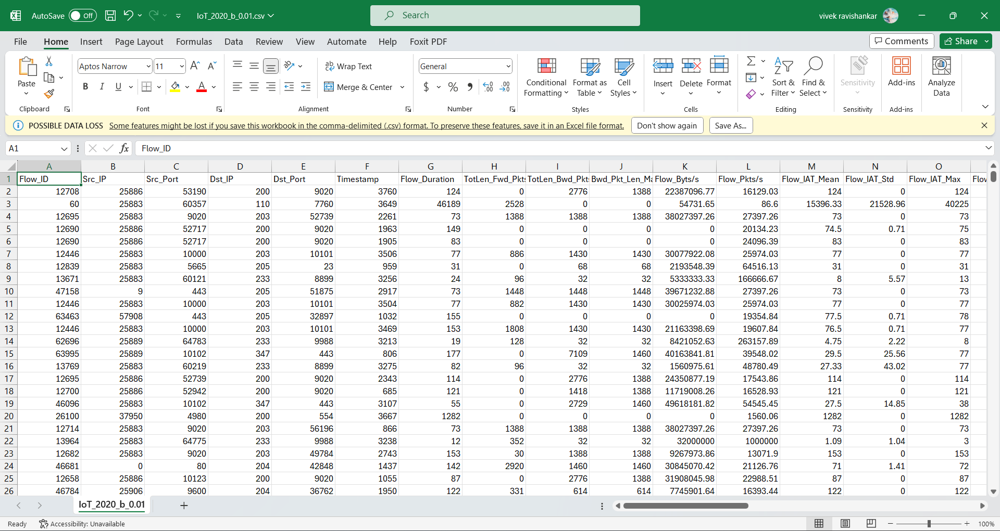 AutoSave Off IoT_2020_b_0.01.csv Search vivek ravishankar
File Home Insert Page Layout Formulas Data Review View Automate Help Foxit PDF Comments Share
Paste Aptos Narrow 11 Wrap Text General Conditional Formatting Format as Table Cell Styles Insert Delete Format Sort & Filter Find & Select Sensitivity Add-ins Analyze Data
B I U A Merge & Center $ %
Clipboard Font Alignment Number Styles Cells Editing Sensitivity Add-ins
POSSIBLE DATA LOSS Some features might be lost if you save this workbook in the comma-delimited (.csv) format. To preserve these features, save it in an Excel file format. Don't show again Save As...
A1 fx Flow_ID
A B C D E F G H I J K L M N O
1 Flow_ID Src_IP Src_Port Dst_IP Dst_Port Timestamp Flow_Duration TotLen_Fwd_Pkts TotLen_Bwd_Pkt Bwd_Pkt_Len_Ma Flow_Byts/s Flow_Pkts/s Flow_IAT_Mean Flow_IAT_Std Flow_IAT_Max Flow
2 12708 25886 53190 200 9020 3760 124 0 2776 1388 22387096.77 16129.03 124 0 124
3 60 25883 60357 110 7760 3649 46189 2528 0 0 54731.65 86.6 15396.33 21528.96 40225
4 12695 25883 9020 203 52739 2261 73 1388 1388 1388 38027397.26 27397.26 73 0 73
5 12690 25886 52717 200 9020 1963 149 0 0 0 0 20134.23 74.5 0.71 75
6 12690 25886 52717 200 9020 1905 83 0 0 0 0 24096.39 83 0 83
7 12446 25883 10000 203 10101 3506 77 886 1430 1430 30077922.08 25974.03 77 0 77
8 12839 25883 5665 205 23 959 31 0 68 68 2193548.39 64516.13 31 0 31
9 13671 25883 60121 233 8899 3256 24 96 32 32 5333333.33 166666.67 8 5.57 13
10 47158 9 443 205 51875 2917 73 1448 1448 1448 39671232.88 27397.26 73 0 73
11 12446 25883 10000 203 10101 3504 77 882 1430 1430 30025974.03 25974.03 77 0 77
12 63463 57908 443 205 32897 1032 155 0 0 0 0 19354.84 77.5 0.71 78
13 12446 25883 10000 203 10101 3469 153 1808 1430 1430 21163398.69 19607.84 76.5 0.71 77
14 62696 25889 64783 233 9988 3213 19 128 32 32 8421052.63 263157.89 4.75 2.22 8
15 63995 25889 10102 347 443 806 177 0 7109 1460 40163841.81 39548.02 29.5 25.56 77
16 13769 25883 60219 233 8899 3275 82 96 32 32 1560975.61 48780.49 27.33 43.02 77
17 12695 25886 52739 200 9020 2343 114 0 2776 1388 24350877.19 17543.86 114 0 114
18 12700 25886 52942 200 9020 685 121 0 1418 1388 11719008.26 16528.93 121 0 121
19 46096 25883 10102 347 443 3107 55 0 2729 1460 49618181.82 54545.45 27.5 14.85 38
20 26100 37950 4980 200 554 3667 1282 0 0 0 0 1560.06 1282 0 1282
21 12714 25883 9020 203 56196 866 73 1388 1388 1388 38027397.26 27397.26 73 0 73
22 13964 25883 64775 233 9988 3238 12 352 32 32 32000000 1000000 1.09 1.04 3
23 12682 25883 9020 203 49784 2743 153 30 1388 1388 9267973.86 13071.9 153 0 153
24 46681 0 80 204 42848 1437 142 2920 1460 1460 30845070.42 21126.76 71 1.41 72
25 12658 25886 10123 200 9020 1055 87 0 2776 1388 31908045.98 22988.51 87 0 87
26 46784 25906 9600 204 36762 1950 122 331 614 614 7745901.64 16393.44 122 0 122
IoT_2020_b_0.01
Ready Accessibility: Unavailable 100%